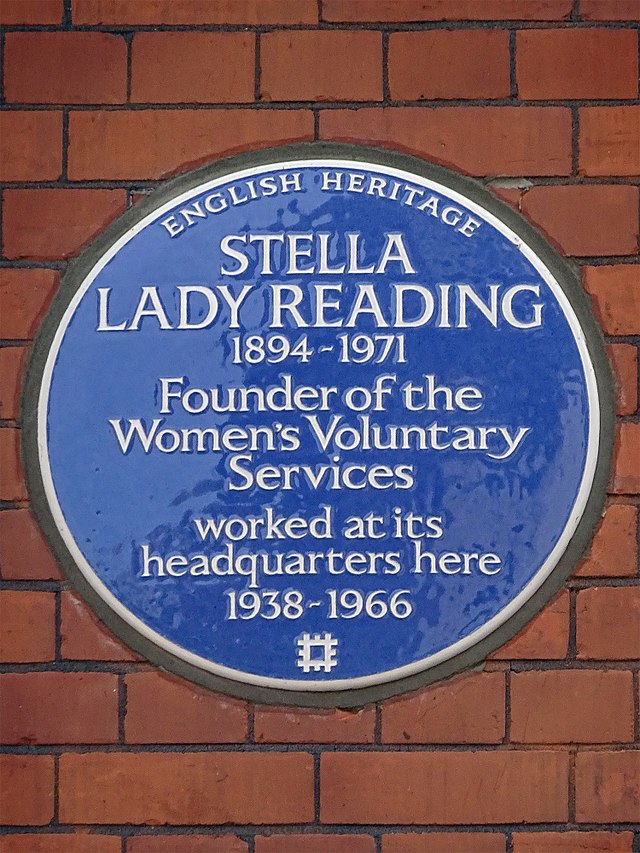 ENGLISH HERITAGE
STELLA
LADY READING
1894-1971
Founder of the
Women's Voluntary
Services
worked at its
headquarters here
1938-1966